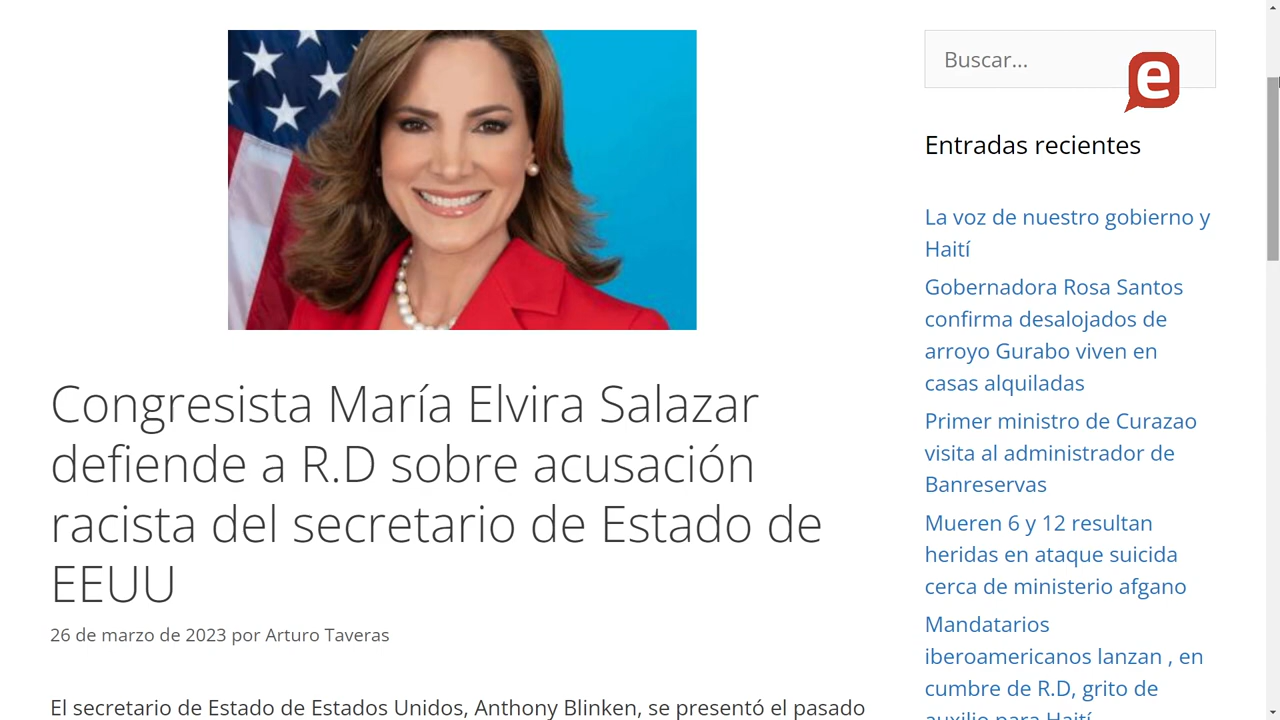 Buscar...
e
Entradas recientes
La voz de nuestro gobierno y
Haití
Gobernadora Rosa Santos
confirma desalojados de
arroyo Gurabo viven en
casas alquiladas
Primer ministro de Curazao
visita al administrador de
Banreservas
Mueren 6 y 12 resultan
heridas en ataque suicida
cerca de ministerio afgano
Mandatarios
iberoamericanos lanzan , en
cumbre de R.D, grito de
auxilio para Haití
Congresista María Elvira Salazar
defiende a R.D sobre acusación
racista del secretario de Estado de
EEUU
26 de marzo de 2023 por Arturo Taveras
El secretario de Estado de Estados Unidos, Anthony Blinken, se presentó el pasado